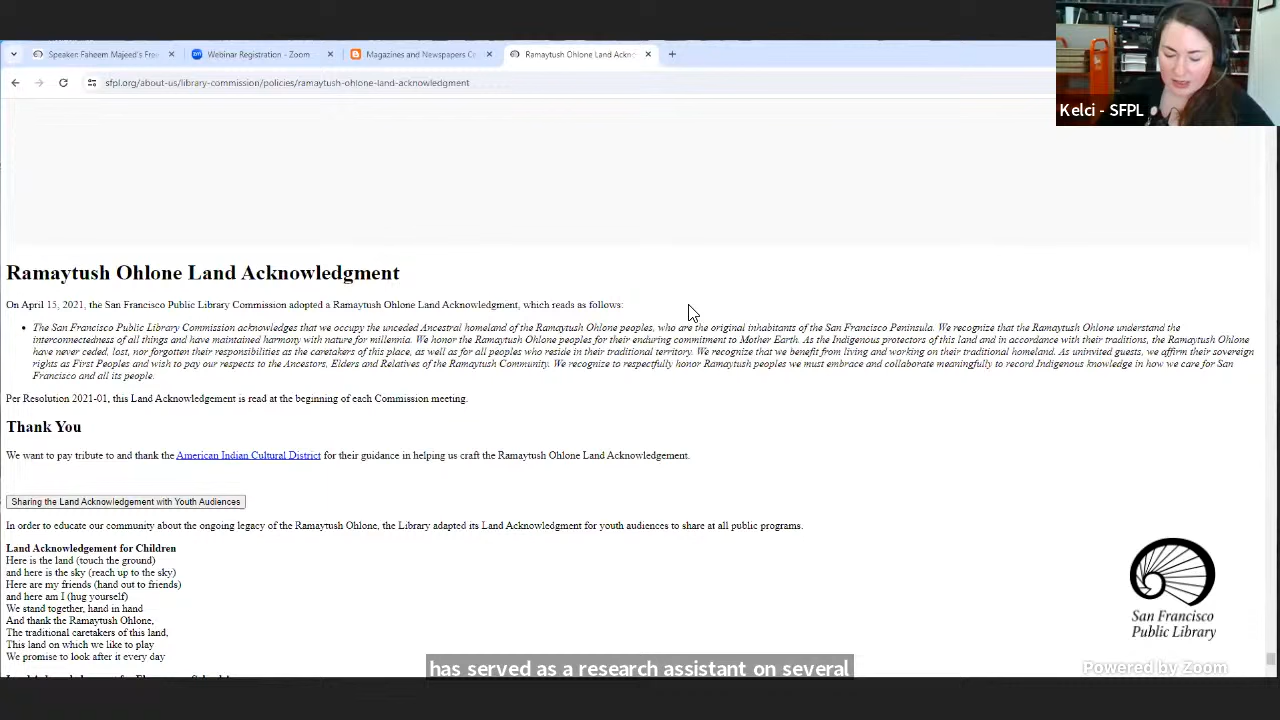 Speaker: Faheem Majeed's Free
Webinar Registration - Zoom
Magazines and Newspapers Ce
Ramaytush Ohlone Land Ackno
sfpl.org/about-us/library-commission/policies/ramaytush-ohlone-land-acknowledgment
Kelci - SFPL
Ramaytush Ohlone Land Acknowledgment
On April 15, 2021, the San Francisco Public Library Commission adopted a Ramaytush Ohlone Land Acknowledgment, which reads as follows:
• The San Francisco Public Library Commission acknowledges that we occupy the unceded Ancestral homeland of the Ramaytush Ohlone peoples, who are the original inhabitants of the San Francisco Peninsula. We recognize that the Ramaytush Ohlone understand the
interconnectedness of all things and have maintained harmony with nature for millennia. We honor the Ramaytush Ohlone peoples for their enduring commitment to Mother Earth. As the Indigenous protectors of this land and in accordance with their traditions, the Ramaytush Ohlone
have never ceded, lost, nor forgotten their responsibilities as the caretakers of this place, as well as for all peoples who reside in their traditional territory. We recognize that we benefit from living and working on their traditional homeland. As uninvited guests, we affirm their sovereign
rights as First Peoples and wish to pay our respects to the Ancestors, Elders and Relatives of the Ramaytush Community. We recognize to respectfully honor Ramaytush peoples we must embrace and collaborate meaningfully to record Indigenous knowledge in how we care for San
Francisco and all its people.
Per Resolution 2021-01, this Land Acknowledgement is read at the beginning of each Commission meeting.
Thank You
We want to pay tribute to and thank the American Indian Cultural District for their guidance in helping us craft the Ramaytush Ohlone Land Acknowledgement.
Sharing the Land Acknowledgement with Youth Audiences
In order to educate our community about the ongoing legacy of the Ramaytush Ohlone, the Library adapted its Land Acknowledgment for youth audiences to share at all public programs.
Land Acknowledgement for Children
Here is the land (touch the ground)
and here is the sky (reach up to the sky)
Here are my friends (hand out to friends)
and here am I (hug yourself)
We stand together, hand in hand
And thank the Ramaytush Ohlone,
The traditional caretakers of this land,
This land on which we like to play
We promise to look after it every day
San Francisco
Public Library
has served as a research assistant on several
Powered by Zoom